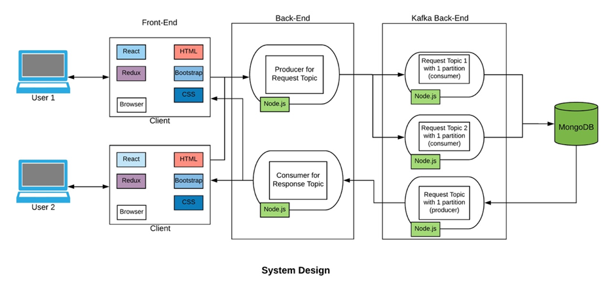 Front-End
Back-End
Kafka Back-End
React
HTML
Redux
Bootstrap
CSS
Browser
Client
User 1
Producer for
Request Topic
Node.js
Request Topic 1
with 1 partition
(consumer)
Node.js
Request Topic 2
with 1 partition
(consumer)
Node.js
MongoDB
React
HTML
Redux
Bootstrap
CSS
Browser
Client
User 2
Consumer for
Response Topic
Node.js
Request Topic
with 1 partition
(producer)
Node.js
System Design